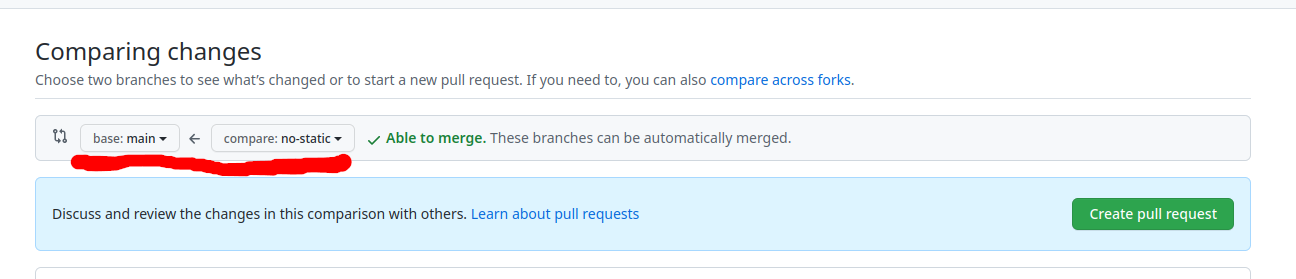 Comparing changes
Choose two branches to see what's changed or to start a new pull request. If you need to, you can also compare across forks.
base: main compare: no-static Able to merge. These branches can be automatically merged.
Discuss and review the changes in this comparison with others. Learn about pull requests Create pull request